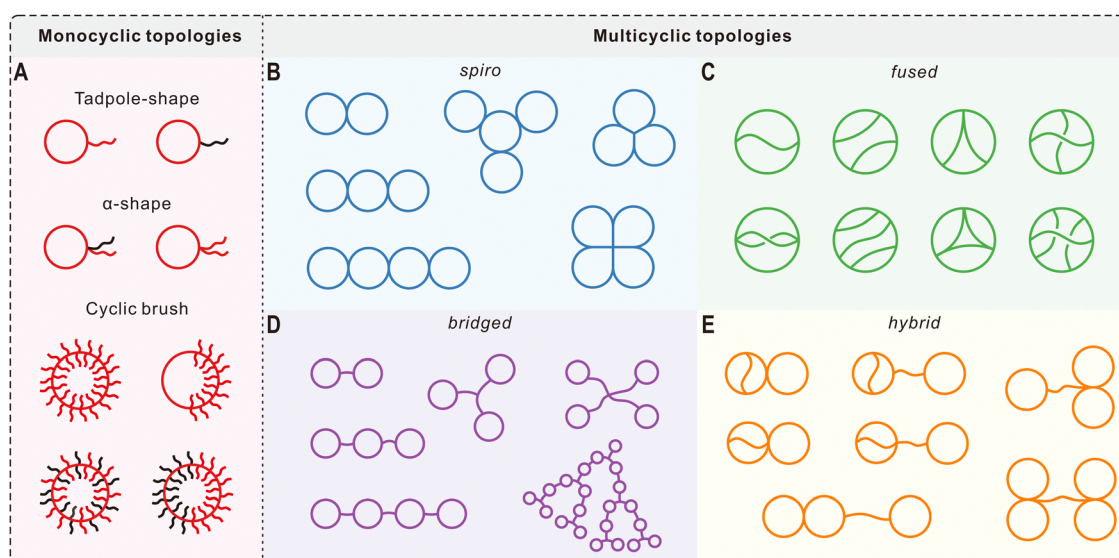 Monocyclic topologies
Multicyclic topologies
A
Tadpole-shape
α-shape
Cyclic brush
B
spiro
C
fused
D
bridged
E
hybrid